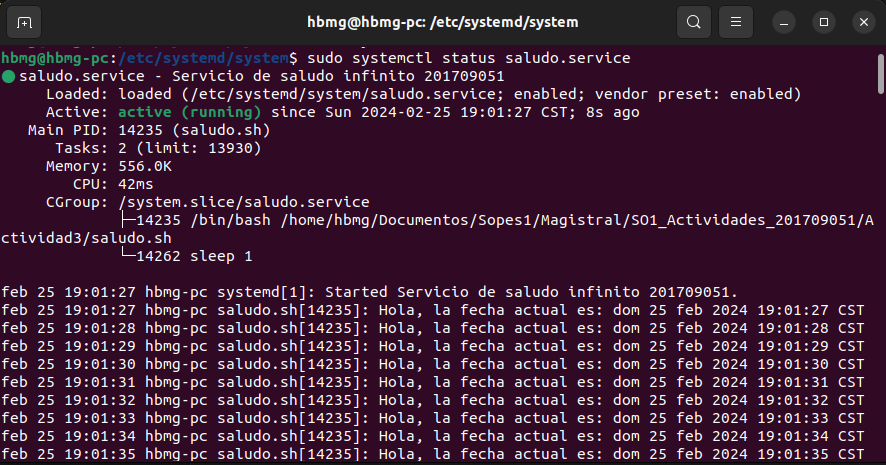 hbmg@hbmg-pc: /etc/systemd/system
hbmg@hbmg-pc:/etc/systemd/system$ sudo systemctl status saludo.service
● saludo.service - Servicio de saludo infinito 201709051
Loaded: loaded (/etc/systemd/system/saludo.service; enabled; vendor preset: enabled)
Active: active (running) since Sun 2024-02-25 19:01:27 CST; 8s ago
Main PID: 14235 (saludo.sh)
Tasks: 2 (limit: 13930)
Memory: 556.0K
CPU: 42ms
CGroup: /system.slice/saludo.service
├─14235 /bin/bash /home/hbmg/Documentos/Sopes1/Magistral/SO1_Actividades_201709051/A
ctividad3/saludo.sh
└─14262 sleep 1
feb 25 19:01:27 hbmg-pc systemd[1]: Started Servicio de saludo infinito 201709051.
feb 25 19:01:27 hbmg-pc saludo.sh[14235]: Hola, la fecha actual es: dom 25 feb 2024 19:01:27 CST
feb 25 19:01:28 hbmg-pc saludo.sh[14235]: Hola, la fecha actual es: dom 25 feb 2024 19:01:28 CST
feb 25 19:01:29 hbmg-pc saludo.sh[14235]: Hola, la fecha actual es: dom 25 feb 2024 19:01:29 CST
feb 25 19:01:30 hbmg-pc saludo.sh[14235]: Hola, la fecha actual es: dom 25 feb 2024 19:01:30 CST
feb 25 19:01:31 hbmg-pc saludo.sh[14235]: Hola, la fecha actual es: dom 25 feb 2024 19:01:31 CST
feb 25 19:01:32 hbmg-pc saludo.sh[14235]: Hola, la fecha actual es: dom 25 feb 2024 19:01:32 CST
feb 25 19:01:33 hbmg-pc saludo.sh[14235]: Hola, la fecha actual es: dom 25 feb 2024 19:01:33 CST
feb 25 19:01:34 hbmg-pc saludo.sh[14235]: Hola, la fecha actual es: dom 25 feb 2024 19:01:34 CST
feb 25 19:01:35 hbmg-pc saludo.sh[14235]: Hola, la fecha actual es: dom 25 feb 2024 19:01:35 CST